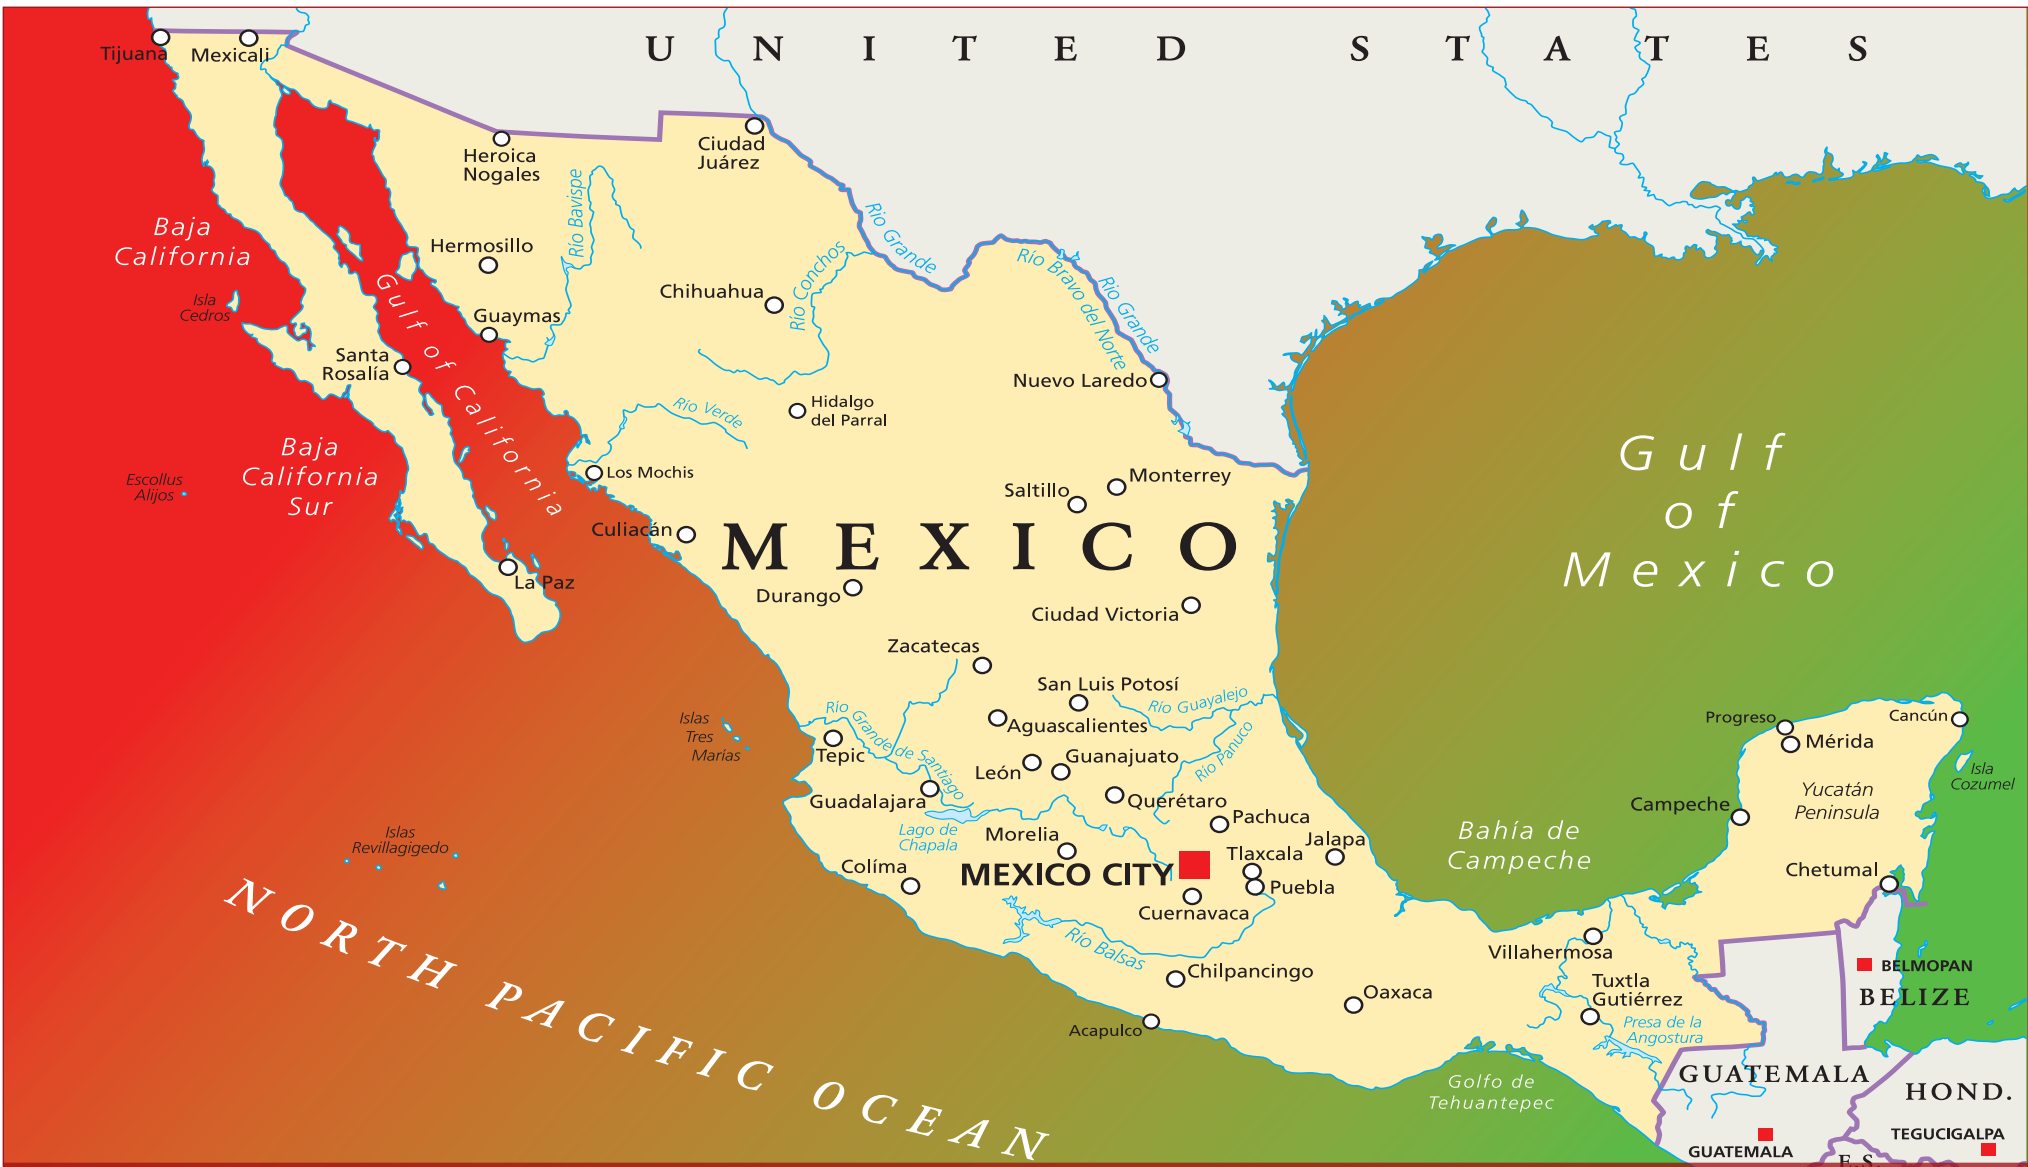 UNITED STATES
Tijuana
Mexicali
Heroica
Nogales
Ciudad
Juárez
Río Bavispe
Rio Grande
Baja
California
Hermosillo
Río Conchos
Río Bravo del Norte
Rio Grande
Isla
Cedros
Gulf of California
Chihuahua
Guaymas
Santa
Rosalía
Nuevo Laredo
Hidalgo
del Parral
Río Verde
Baja
California
Sur
Gulf
of
Mexico
Escollus
Alijos
Los Mochis
Monterrey
Saltillo
Culiacán
MEXICO
La Paz
Durango
Ciudad Victoria
Zacatecas
San Luis Potosí
Río Guayalejo
Islas
Tres
Marías
Río Grande de Santiago
Aguascalientes
Río Panuco
Progreso
Cancún
Mérida
Tepic
León
Guanajuato
Isla
Cozumel
Yucatán
Peninsula
Guadalajara
Querétaro
Campeche
Pachuca
Lago de
Chapala
Morelia
Jalapa
Bahía de
Campeche
Islas
Revillagigedo
Tlaxcala
Colíma
MEXICO CITY
Puebla
Chetumal
Cuernavaca
NORTH PACIFIC OCEAN
Río Balsas
Villahermosa
Chilpancingo
BELMOPAN
BELIZE
Tuxtla
Gutiérrez
Oaxaca
Acapulco
Presa de la
Angostura
GUATEMALA
Golfo de
Tehuantepec
HOND.
TEGUCIGALPA
GUATEMALA
E.S.